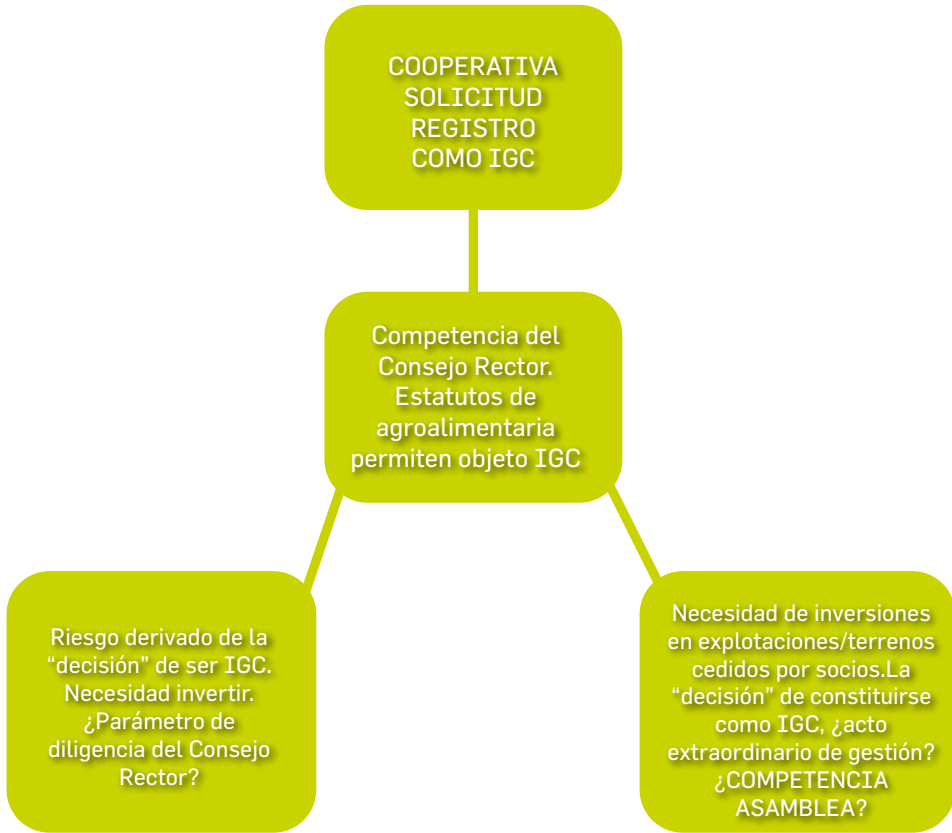 COOPERATIVA
SOLICITUD
REGISTRO
COMO IGC
Competencia del
Consejo Rector.
Estatutos de
agroalimentaria
permiten objeto IGC
Riesgo derivado de la
“decisión” de ser IGC.
Necesidad invertir.
¿Parámetro de
diligencia del Consejo
Rector?
Necesidad de inversiones
en explotaciones/terrenos
cedidos por socios.La
“decisión” de constituirse
como IGC, ¿acto
extraordinario de gestión?
¿COMPETENCIA
ASAMBLEA?